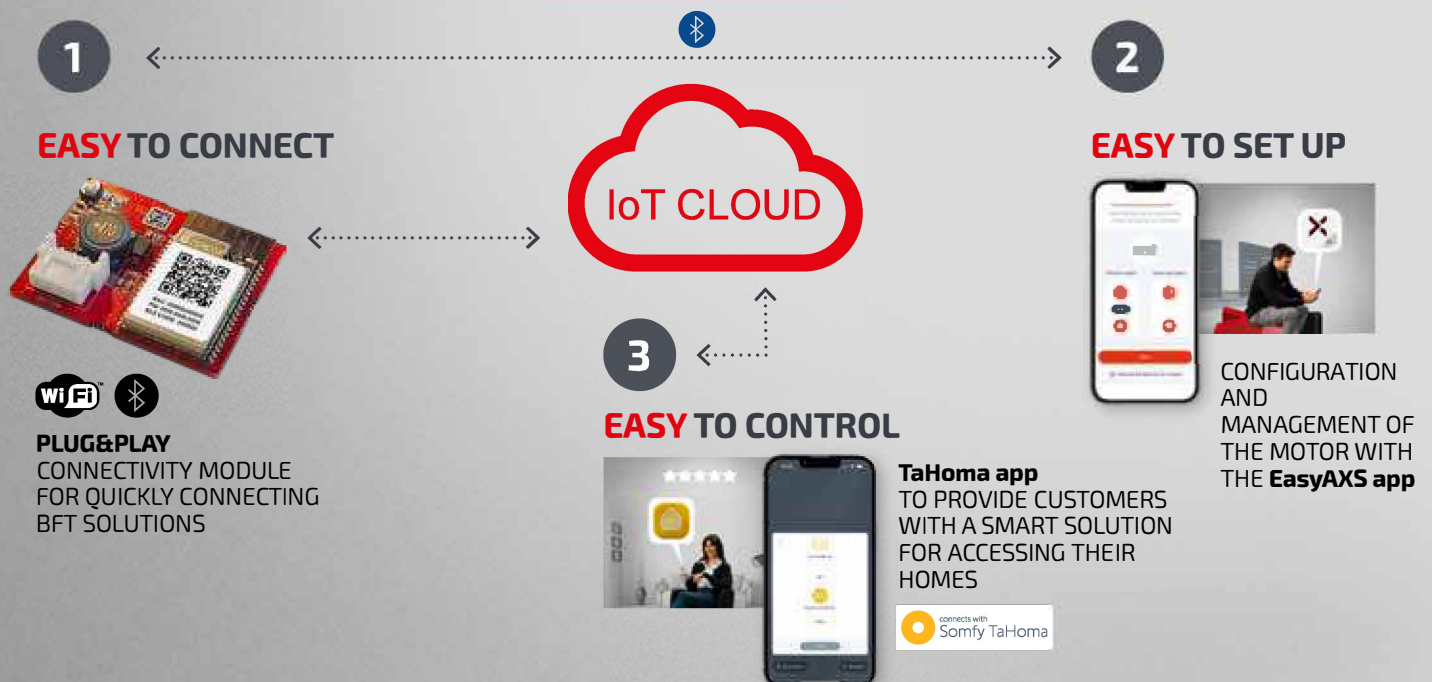 1
2
EASY TO CONNECT
IoT CLOUD
EASY TO SET UP
WiFi™
PLUG&PLAY
CONNECTIVITY MODULE
FOR QUICKLY CONNECTING
BFT SOLUTIONS
3
EASY TO CONTROL
TaHoma app
TO PROVIDE CUSTOMERS
WITH A SMART SOLUTION
FOR ACCESSING THEIR
HOMES
connects with
Somfy TaHoma
CONFIGURATION
AND
MANAGEMENT OF
THE MOTOR WITH
THE EasyAXS app